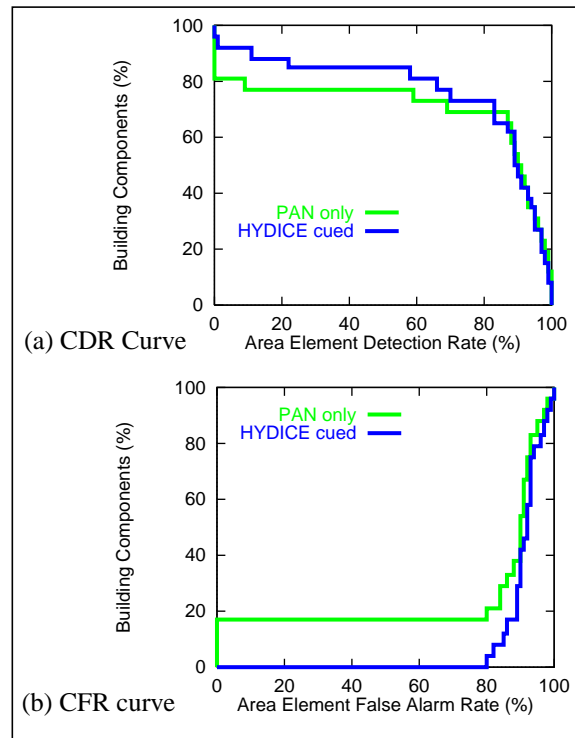 100
80
60
40
20
0
Building Components (%)
PAN only
HYDICE cued
0 20 40 60 80 100
(a) CDR Curve
Area Element Detection Rate (%)
100
80
60
40
20
0
Building Components (%)
PAN only
HYDICE cued
0 20 40 60 80 100
(b) CFR curve
Area Element False Alarm Rate (%)